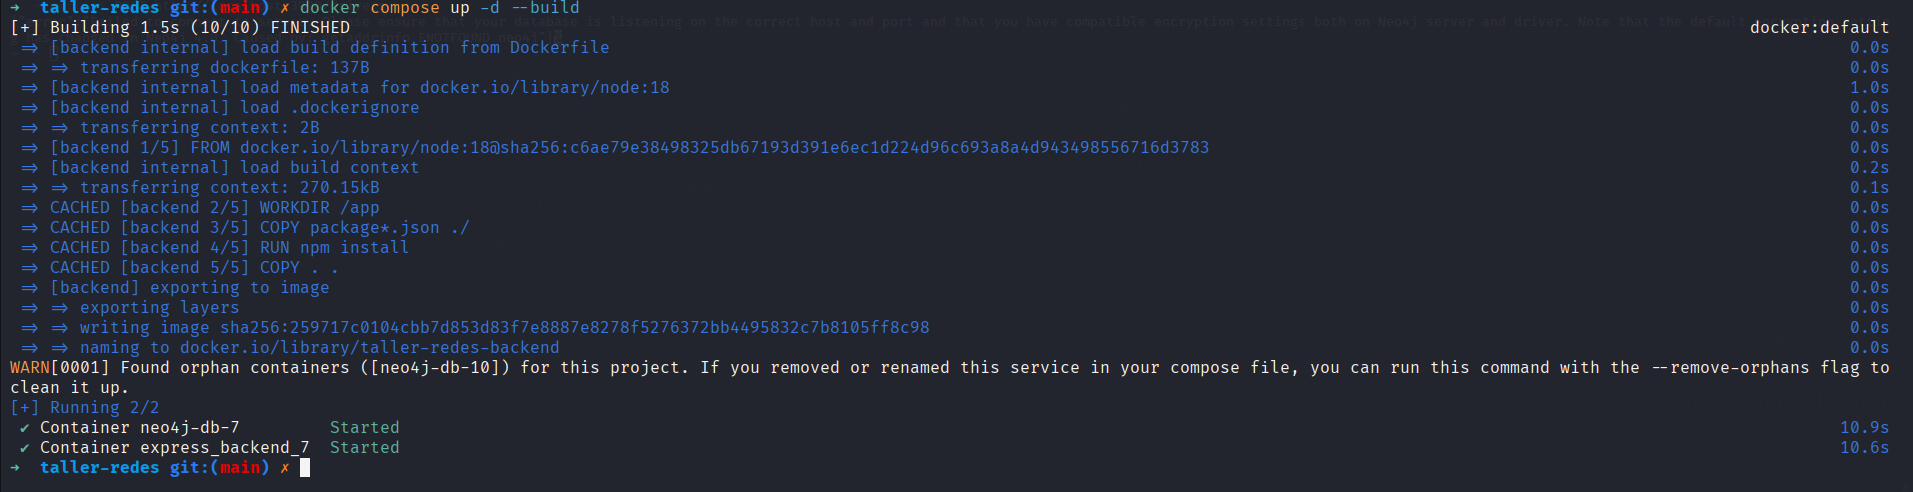 → taller-redes git:(main) ✗ docker compose up -d --build
[+] Building 1.5s (10/10) FINISHED docker:default
=> [backend internal] load build definition from Dockerfile 0.0s
=> => transferring dockerfile: 137B 0.0s
=> [backend internal] load metadata for docker.io/library/node:18 1.0s
=> [backend internal] load .dockerignore 0.0s
=> => transferring context: 2B 0.0s
=> [backend 1/5] FROM docker.io/library/node:18@sha256:c6ae79e38498325db67193d391e6ec1d224d96c693a8a4d943498556716d3783 0.0s
=> [backend internal] load build context 0.2s
=> => transferring context: 270.15kB 0.1s
=> CACHED [backend 2/5] WORKDIR /app 0.0s
=> CACHED [backend 3/5] COPY package*.json ./ 0.0s
=> CACHED [backend 4/5] RUN npm install 0.0s
=> CACHED [backend 5/5] COPY . . 0.0s
=> [backend] exporting to image 0.0s
=> => exporting layers 0.0s
=> => writing image sha256:259717c0104cbb7d853d83f7e8887e8278f5276372bb4495832c7b8105ff8c98 0.0s
=> => naming to docker.io/library/taller-redes-backend 0.0s
WARN[0001] Found orphan containers ([neo4j-db-10]) for this project. If you removed or renamed this service in your compose file, you can run this command with the --remove-orphans flag to
clean it up.
[+] Running 2/2
✔ Container neo4j-db-7 Started 10.9s
✔ Container express_backend_7 Started 10.6s
→ taller-redes git:(main) ✗